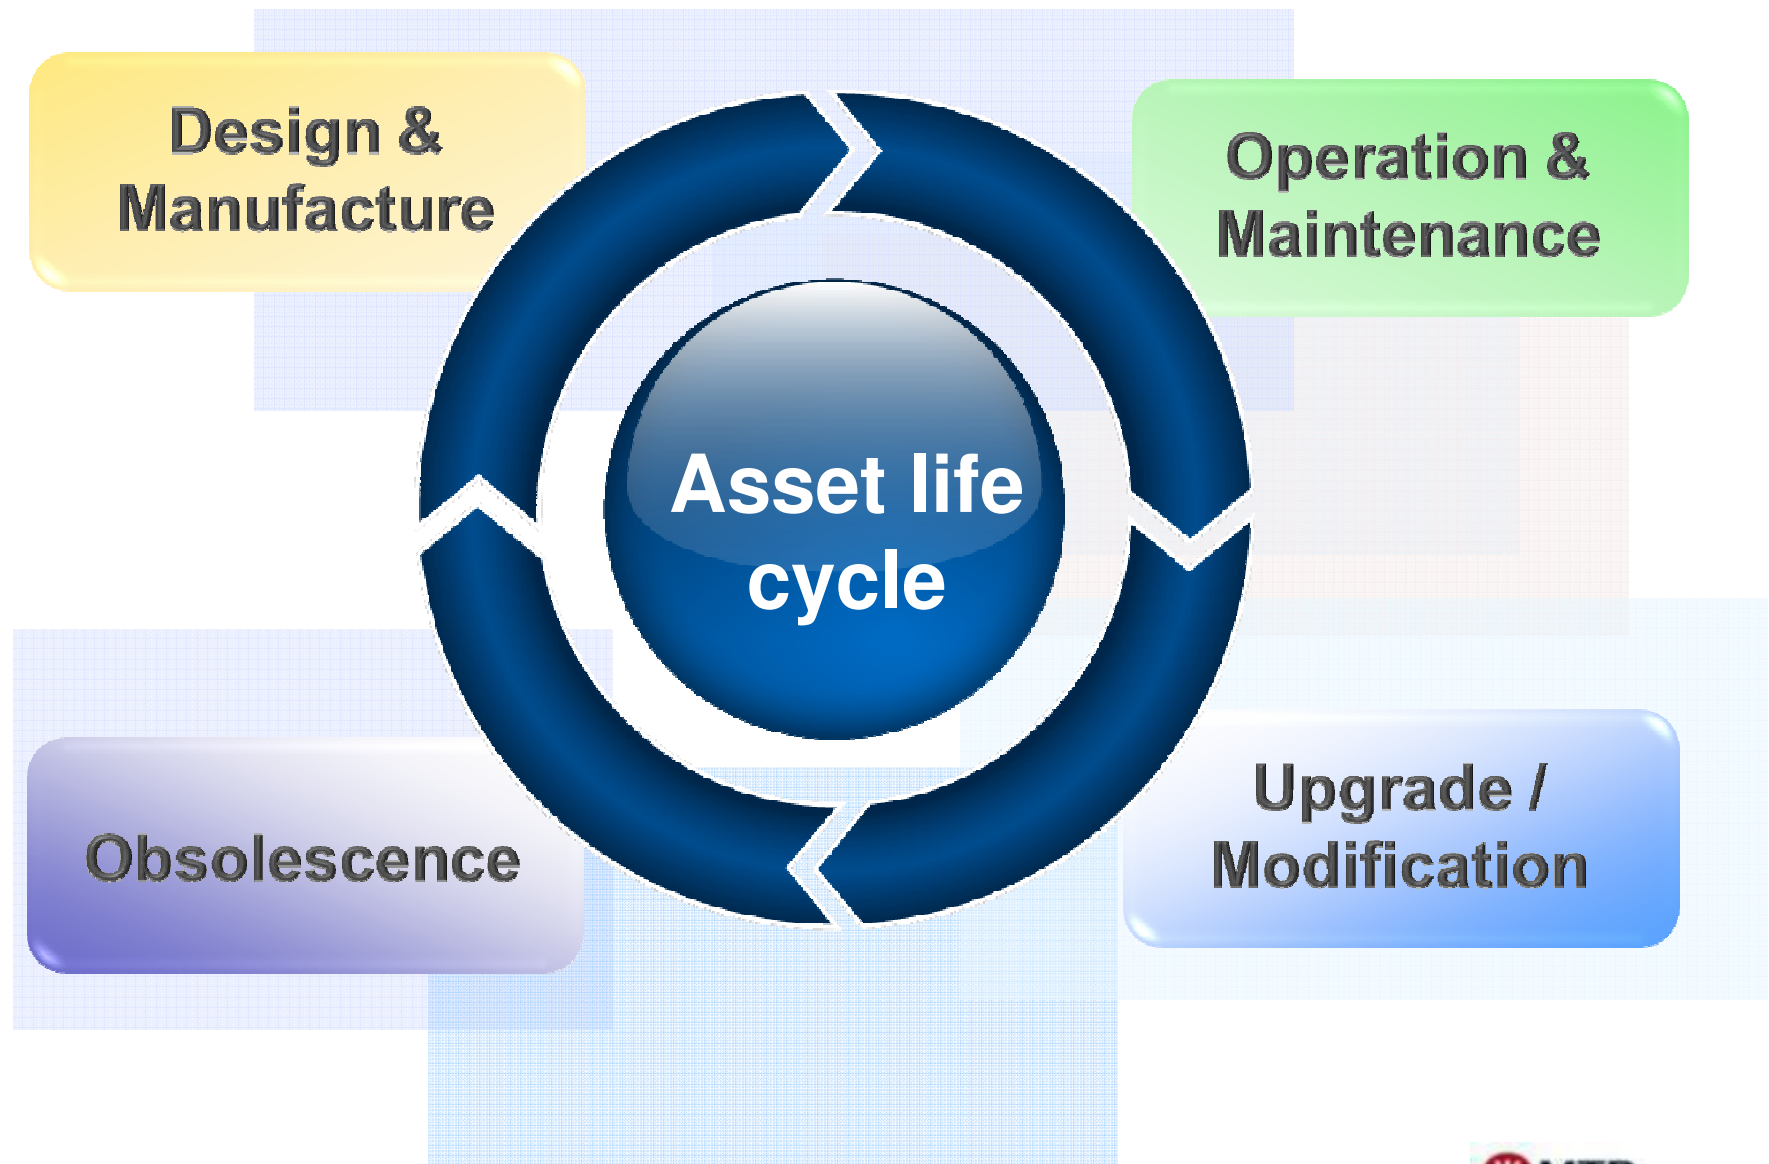 Design &
Manufacture
Operation &
Maintenance
Asset life
cycle
Obsolescence
Upgrade /
Modification